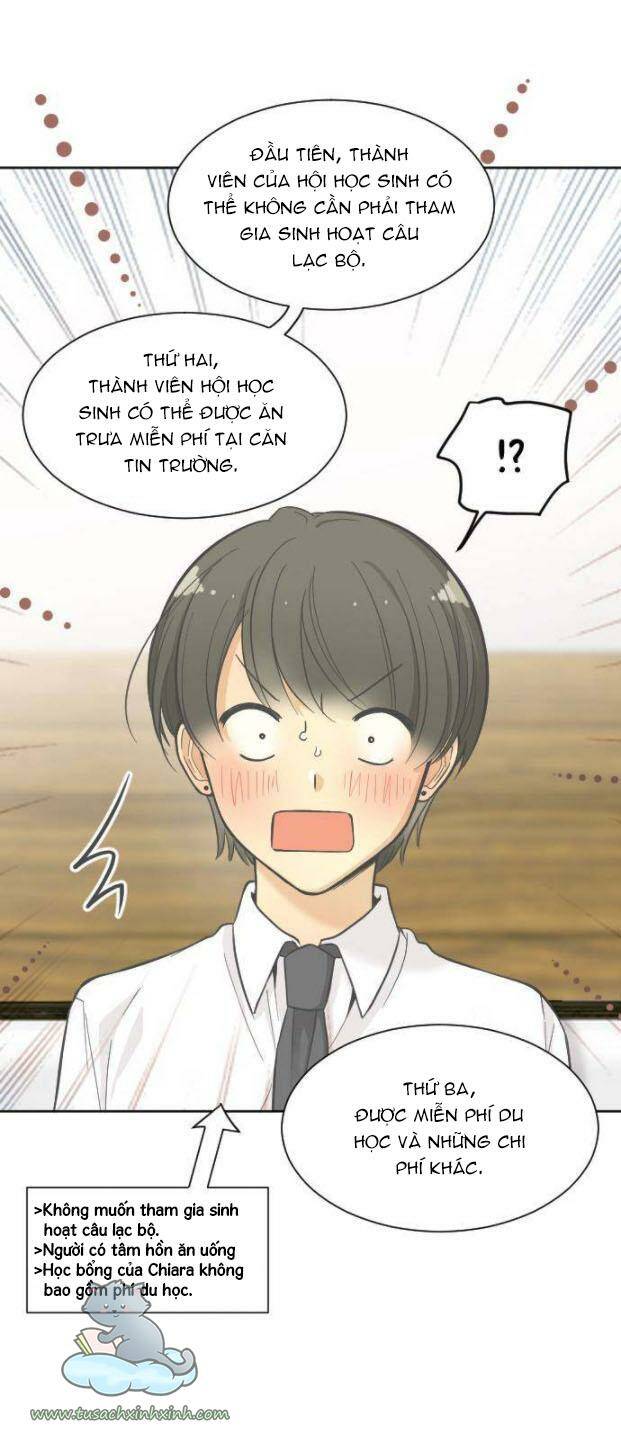 ĐẦU TIÊN, THÀNH
VIÊN CỦA HỘI HỌC SINH CÓ
THỂ KHÔNG CẦN PHẢI THAM
GIA SINH HOẠT CÂU
LẠC BỘ.
THỨ HAI,
THÀNH VIÊN HỘI HỌC
SINH CÓ THỂ ĐƯỢC ĂN
TRƯA MIỄN PHÍ TẠI CĂN
TIN TRƯỜNG.
!?
THỨ BA,
ĐƯỢC MIỄN PHÍ DU
HỌC VÀ NHỮNG CHI
PHÍ KHÁC.
>Không muốn tham gia sinh
hoạt câu lạc bộ.
>Người có tâm hồn ăn uống
>Học bổng của Chiara không
bao gồm phí du học.
www.tusachxinhxinh.com